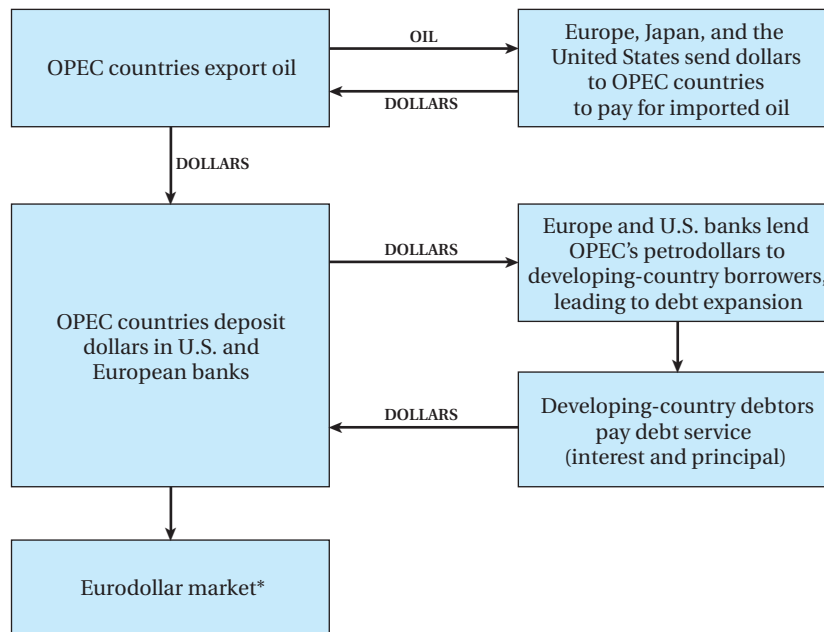 OPEC countries export oil
OIL
DOLLARS
Europe, Japan, and the
United States send dollars
to OPEC countries
to pay for imported oil
DOLLARS
OPEC countries deposit
dollars in U.S. and
European banks
DOLLARS
Europe and U.S. banks lend
OPEC’s petrodollars to
developing-country borrowers,
leading to debt expansion
DOLLARS
Developing-country debtors
pay debt service
(interest and principal)
Eurodollar market*